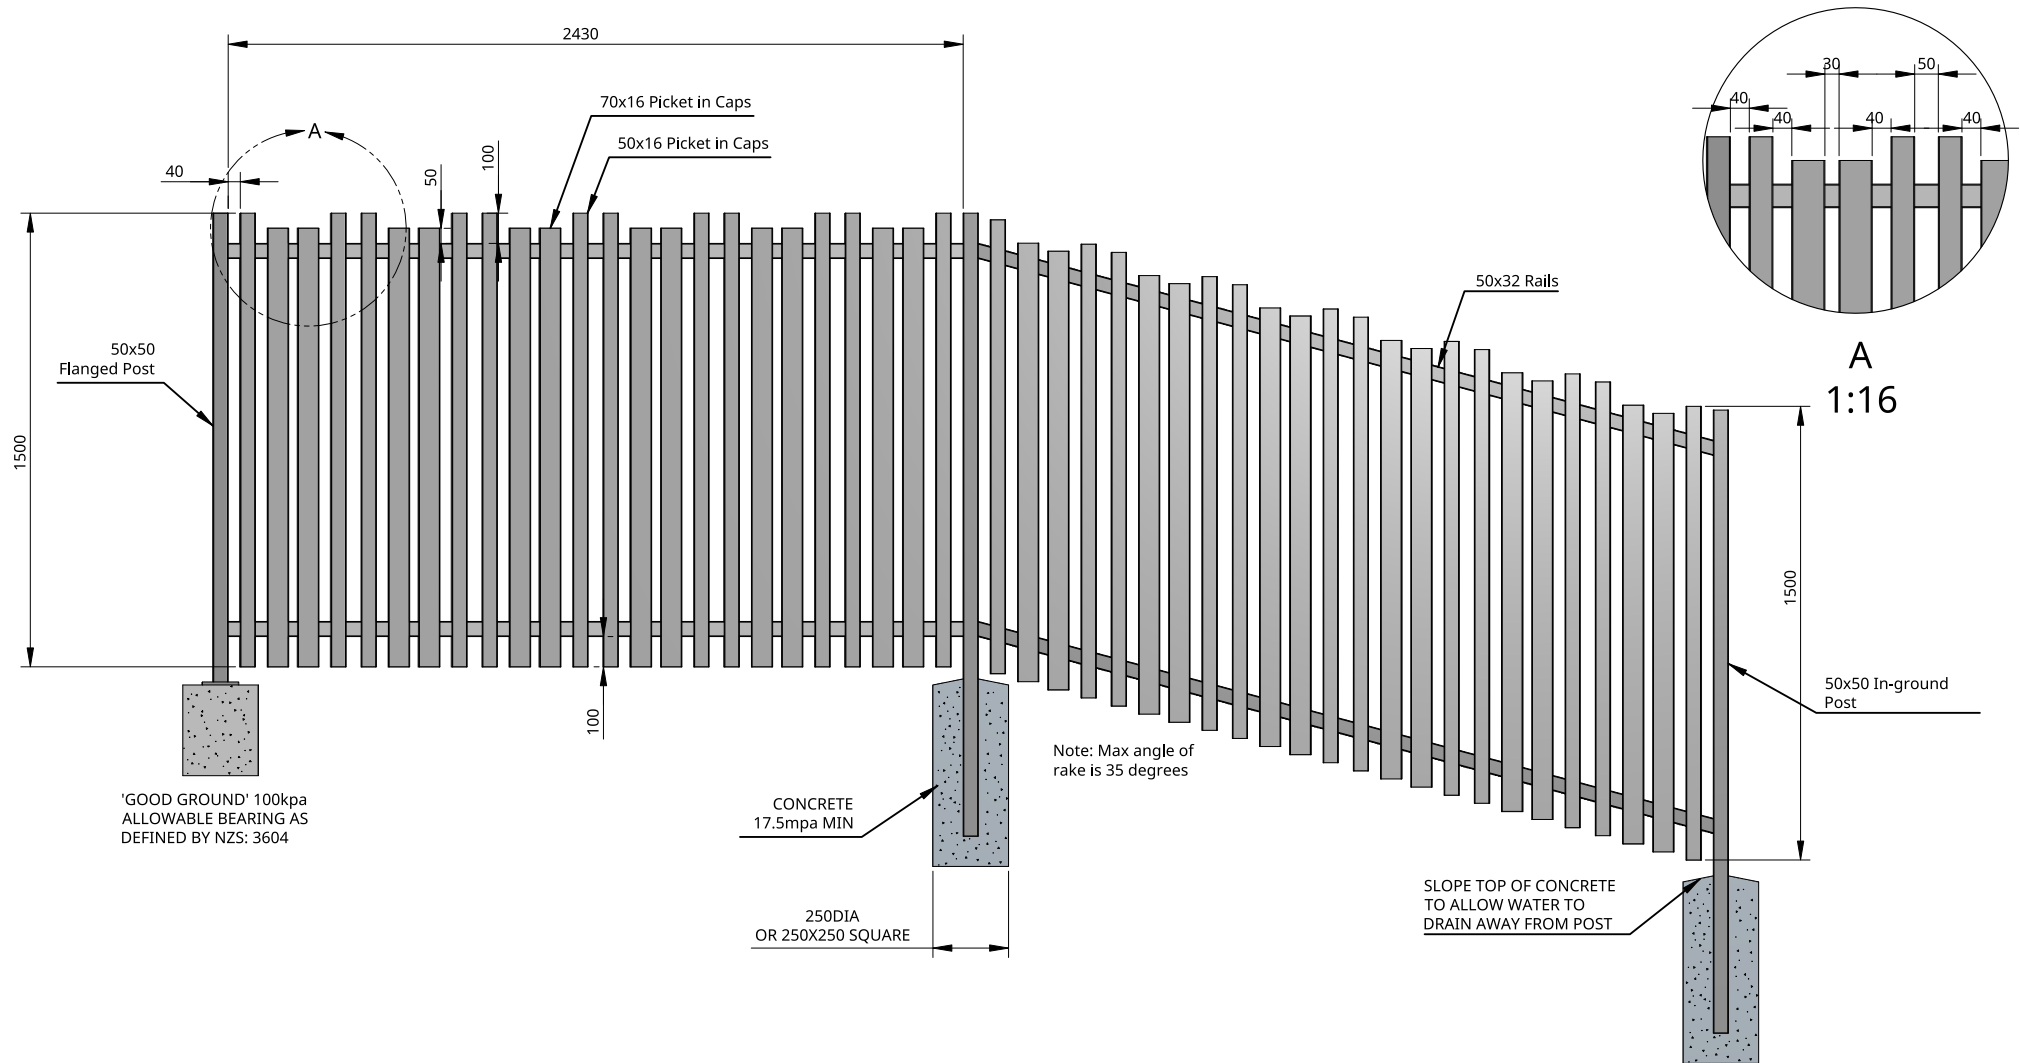 2430
30
50
40
40
40
40
70x16 Picket in Caps
50x16 Picket in Caps
A
100
50
40
50x32 Rails
A
1:16
50x50
Flanged Post
1500
1500
50x50 In-ground
Post
100
Note: Max angle of
rake is 35 degrees
'GOOD GROUND' 100kpa
ALLOWABLE BEARING AS
DEFINED BY NZS: 3604
CONCRETE
17.5mpa MIN
SLOPE TOP OF CONCRETE
TO ALLOW WATER TO
DRAIN AWAY FROM POST
250DIA
OR 250X250 SQUARE